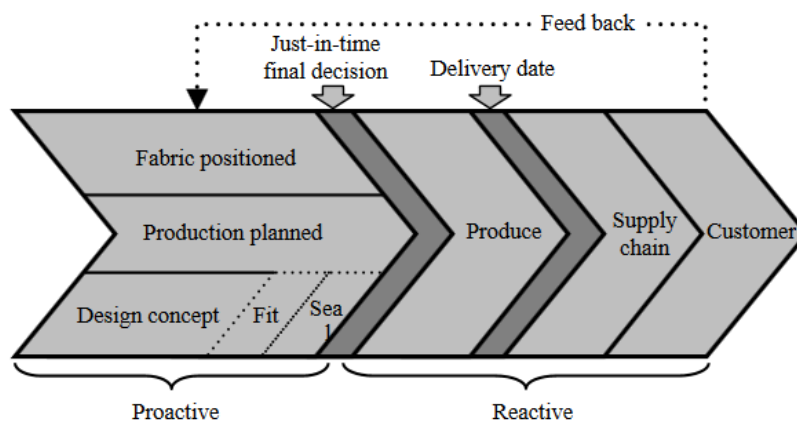 Feed back
Just-in-time
final decision
Delivery date
Fabric positioned
Production planned
Design concept
Fit
Sea
1
Produce
Supply
chain
Customer
Proactive
Reactive